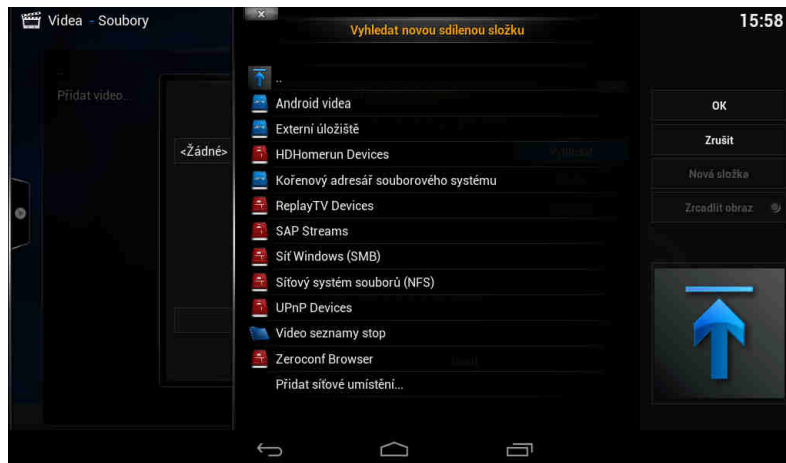 Videa - Soubory
x
Vyhledat novou sdílenou složku
15:58
..
Přidat video...
<Žádné>
..
Android videa
Externí úložiště
HDHomerun Devices
Kořenový adresář souborového systému
ReplayTV Devices
SAP Streams
Síť Windows (SMB)
Síťový systém souborů (NFS)
UPnP Devices
Video seznamy stop
Zeroconf Browser
Přidat síťové umístění...
Vyhledat
OK
Zrušit
Nová složka
Zrcadlit obraz